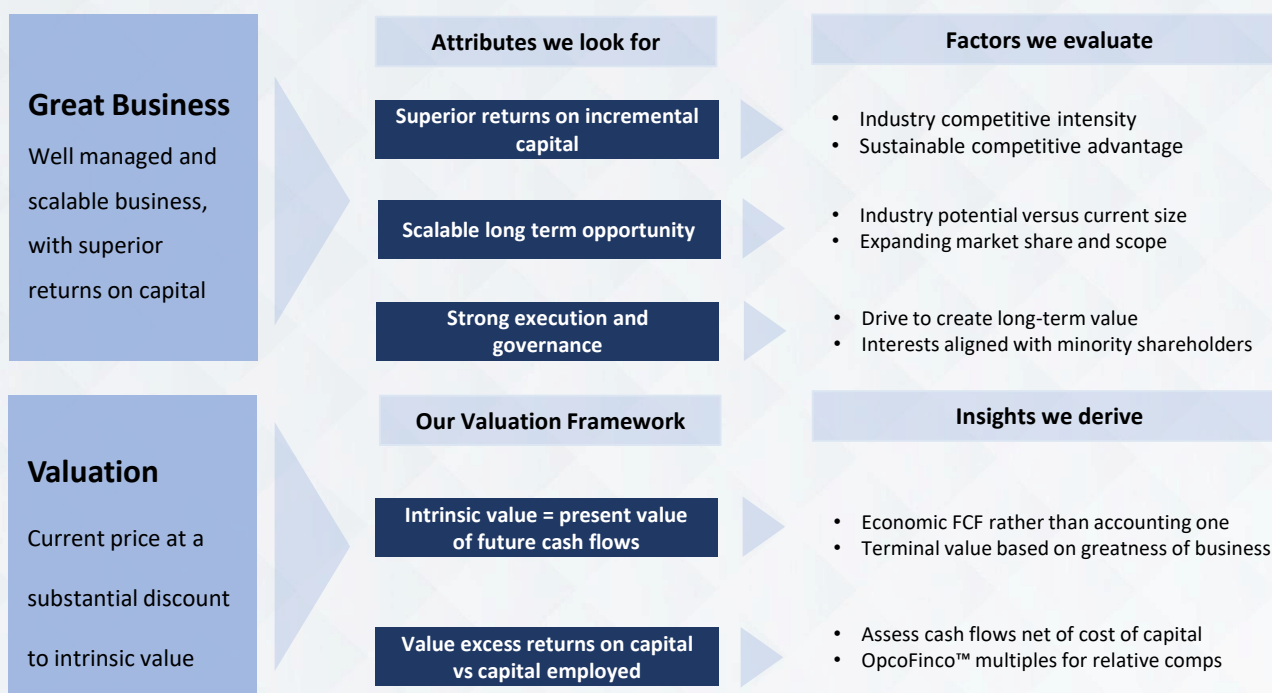 Great Business
Well managed and
scalable business,
with superior
returns on capital
Attributes we look for
Factors we evaluate
Superior returns on incremental
capital
• Industry competitive intensity
• Sustainable competitive advantage
Scalable long term opportunity
• Industry potential versus current size
• Expanding market share and scope
Strong execution and
governance
• Drive to create long-term value
• Interests aligned with minority shareholders
Valuation
Current price at a
substantial discount
to intrinsic value
Our Valuation Framework
Insights we derive
Intrinsic value = present value
of future cash flows
• Economic FCF rather than accounting one
• Terminal value based on greatness of business
Value excess returns on capital
vs capital employed
• Assess cash flows net of cost of capital
• OpcoFinco™ multiples for relative comps